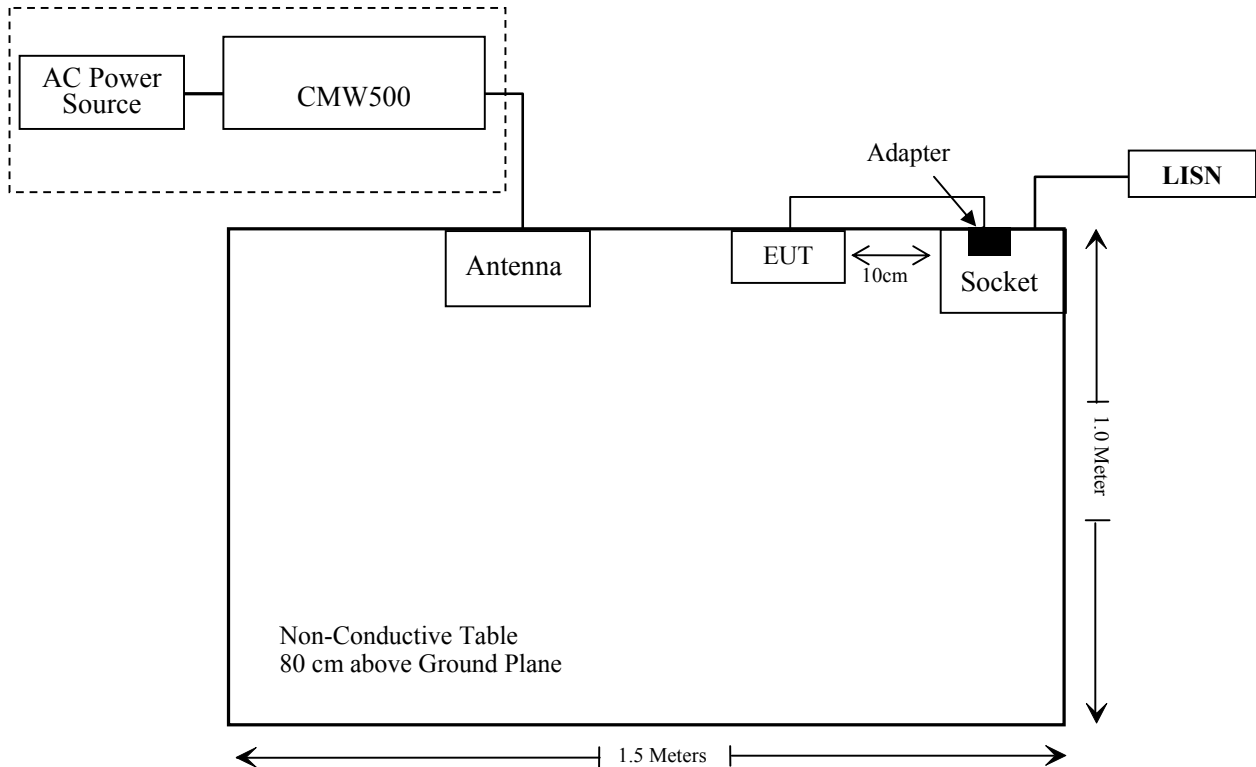 AC Power
Source
CMW500
Adapter
LISN
Antenna
EUT
10cm
Socket
1.0 Meter
Non-Conductive Table
80 cm above Ground Plane
1.5 Meters